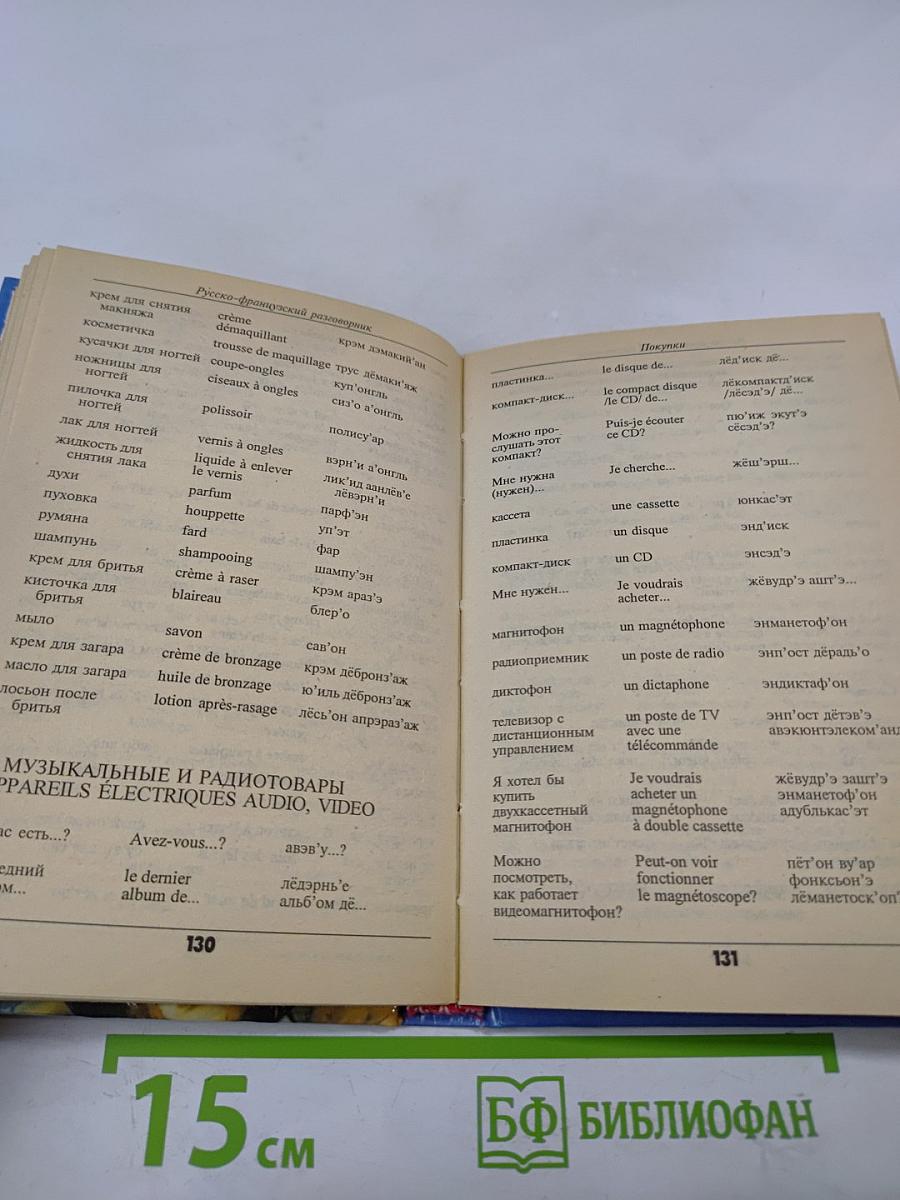 Русско-французский разговорник
крем для снятия макияжа crème démaquillant крэм дэмакий'ан
косметичка trousse de maquillage трус дёмаки'яж
кусачки для ногтей coupe-ongles куп'онгль
ножницы для ногтей ciseaux à ongles сиз'о а'онгль
пилочка для ногтей polissoir полису'ар
лак для ногтей vernis à ongles вэрн'и а'онгль
жидкость для снятия лака liquide à enlever le vernis лик'ид аанлёв'е лёвэрн'и
духи parfum парф'эн
пуховка houppette уп'эт
румяна fard фар
шампунь shampooing шампу'эн
крем для бритья crème à raser крэм араз'э
кисточка для бритья blaireau блер'о
мыло savon сав'он
крем для загара crème de bronzage крэм дёбронз'аж
масло для загара huile de bronzage ю'иль дёбронз'аж
лосьон после бритья lotion après-rasage лёсь'он апрэраз'аж
МУЗЫКАЛЬНЫЕ И РАДИОТОВАРЫ
PPAREILS ÉLECTRIQUES AUDIO, VIDEO
ас есть...? Avez-vous...? авэв'у...?
едний le dernier лёдэрнь'е
ом... album de... альб'ом дё...
130
Покупки
пластинка... le disque de... лёд'иск дё...
компакт-диск... le compact disque лёкомпактд'иск
/le CD/ de... /лёсэд'э/ дё...
Можно про- Puis-je écouter пю'иж экут'э
слушать этот ce CD? сёсэд'э?
компакт?
Мне нужна Je cherche... жёш'эрш...
(нужен)...
кассета une cassette юнкас'эт
пластинка un disque энд'иск
компакт-диск un CD энсэд'э
Мне нужен... Je voudrais жёвудр'э ашт'э...
acheter...
магнитофон un magnétophone энманетоф'он
радиоприемник un poste de radio энп'ост дёрадь'о
диктофон un dictaphone эндиктаф'он
телевизор с un poste de TV энп'ост дётэв'э
дистанционным avec une авэкюнтэлеком'анд
управлением télécommande
Я хотел бы Je voudrais жёвудр'э зашт'э
купить acheter un энманетоф'он
двухкассетный magnétophone адублькас'эт
магнитофон à double cassette
Можно Peut-on voir пёт'он ву'ар
посмотреть, fonctionner фонксьон'э
как работает le magnétoscope? лёманетоск'оп?
видеомагнитофон?
131
15 см
БФ БИБЛИОФАН